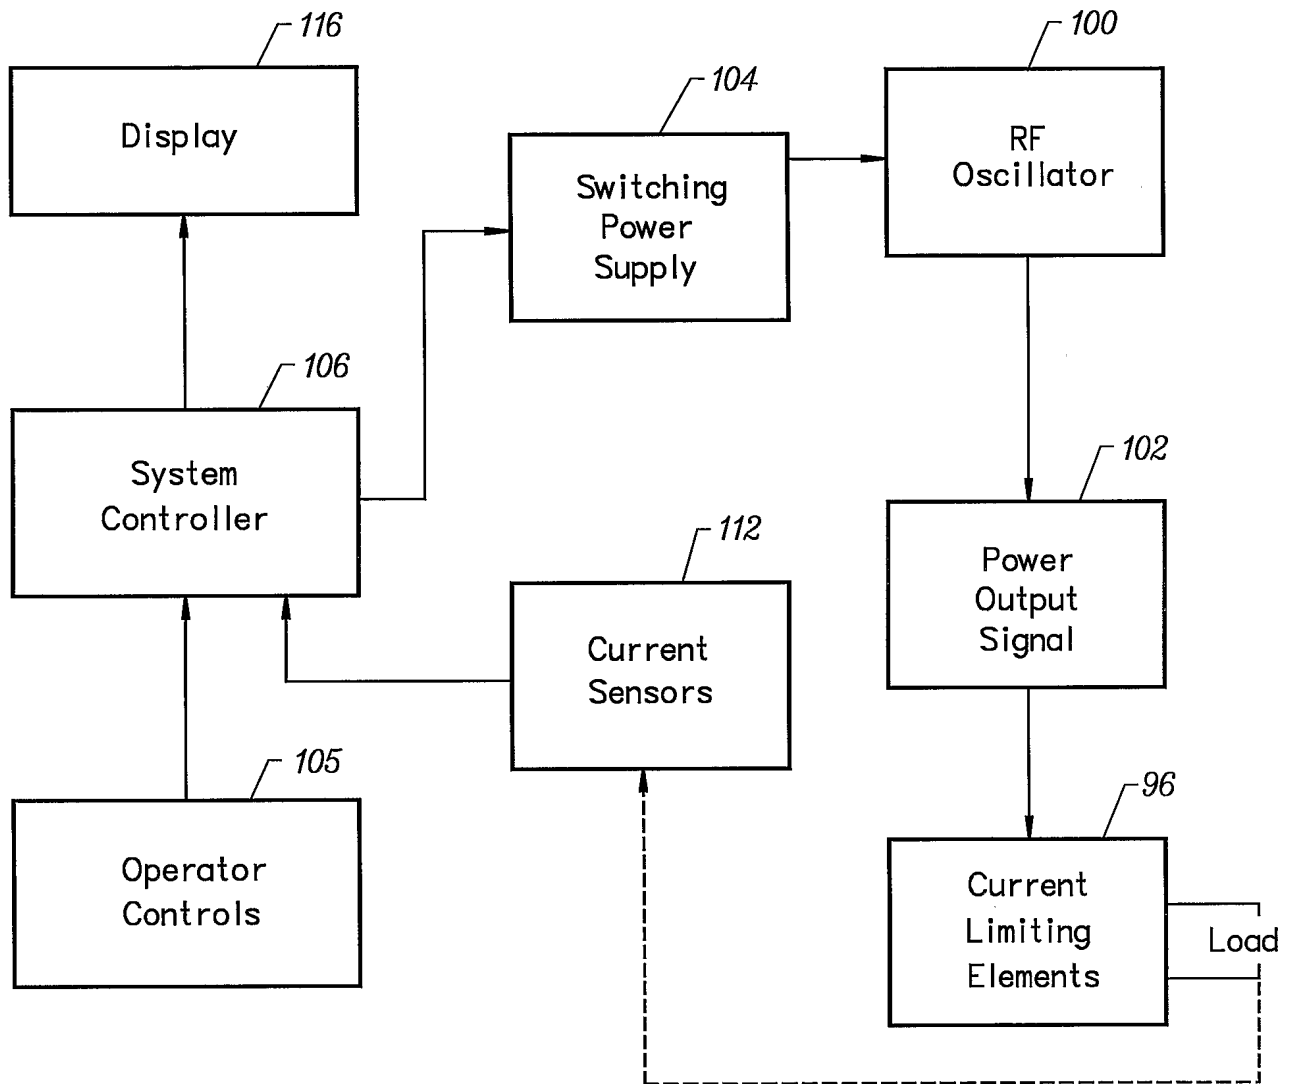 116
Display
104
Switching
Power
Supply
100
RF
Oscillator
106
System
Controller
112
Current
Sensors
102
Power
Output
Signal
105
Operator
Controls
96
Current
Limiting
Elements
Load